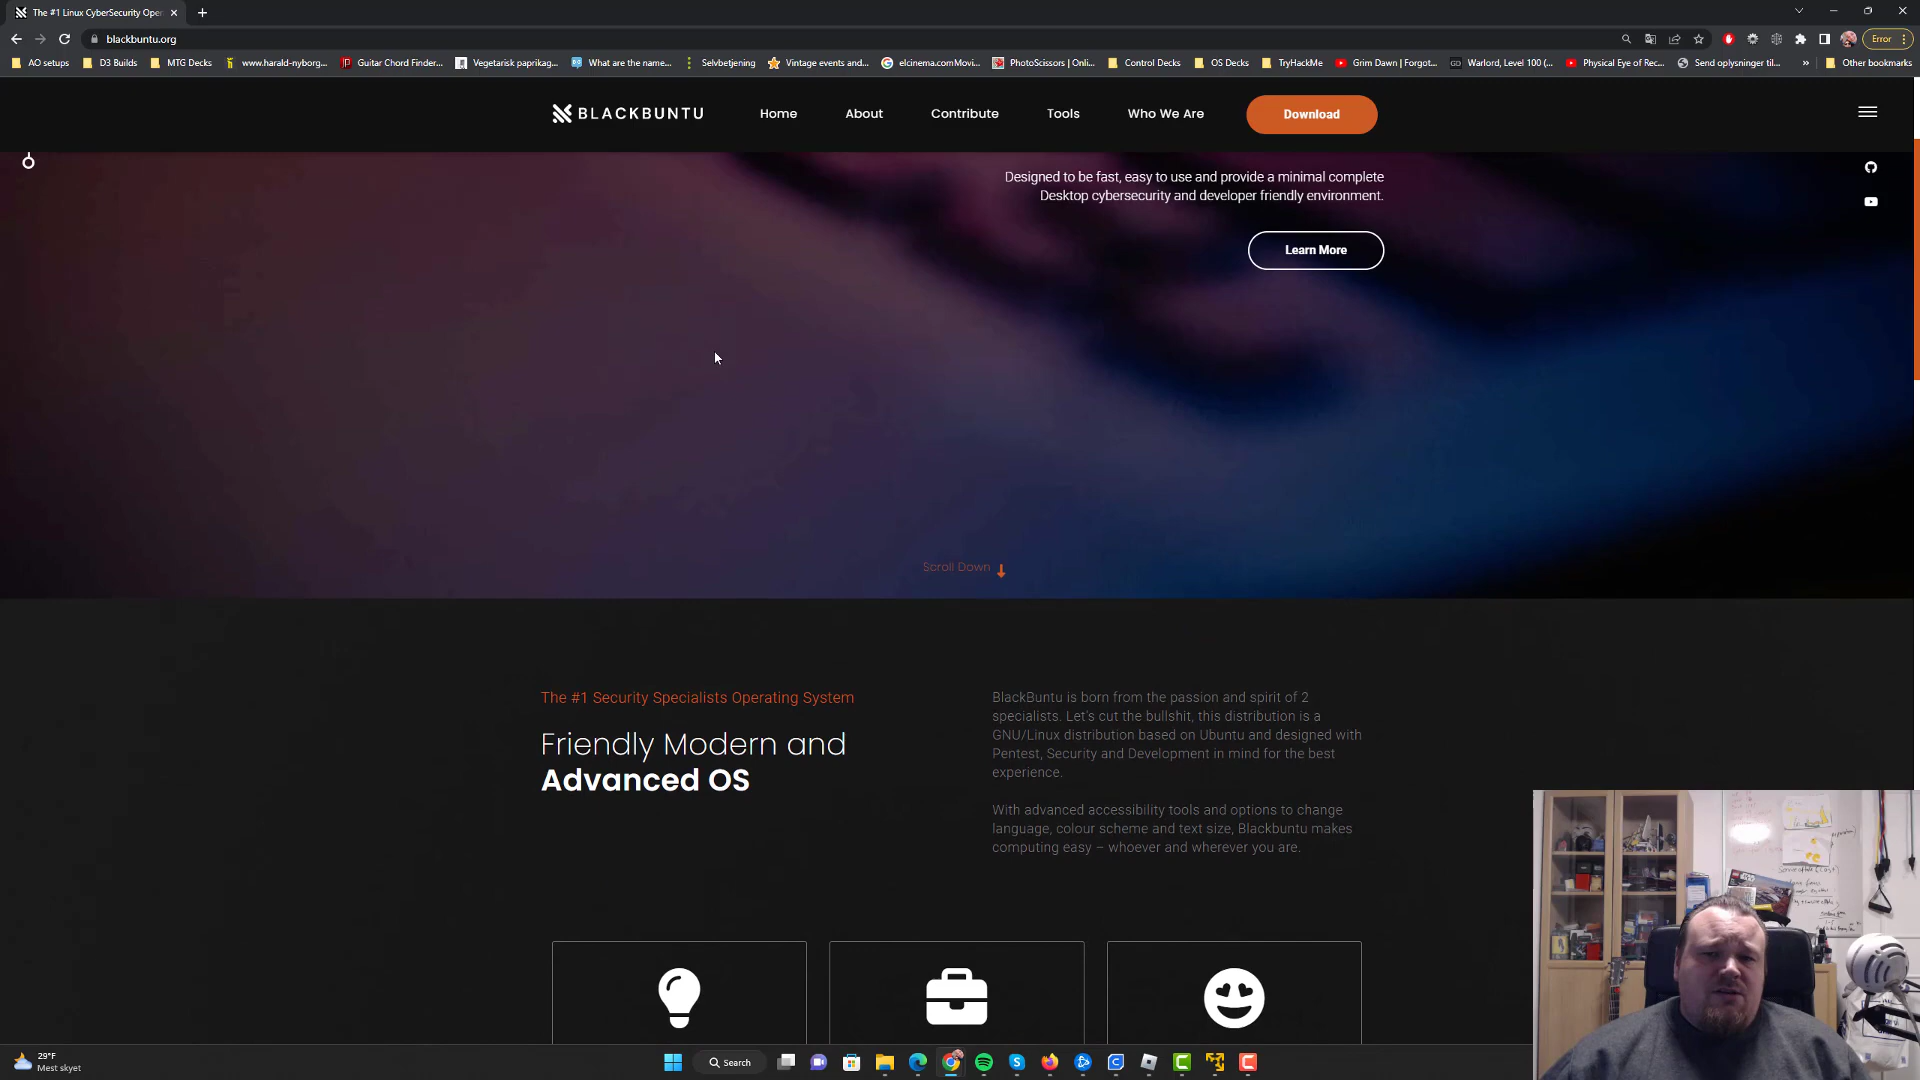 The #1 Linux CyberSecurity Oper
blackbuntu.org
Error
AO setups
D3 Builds
MTG Decks
www.harald-nyborg...
Guitar Chord Finder...
Vegetarisk paprikag...
What are the name...
Selvbetjening
Vintage events and...
elcinema.comMovi...
PhotoScissors | Onli...
Control Decks
OS Decks
TryHackMe
Grim Dawn | Forgot...
Warlord, Level 100 (...
Physical Eye of Rec...
Send oplysninger til...
»
Other bookmarks
BLACKBUNTU
Home
About
Contribute
Tools
Who We Are
Download
Designed to be fast, easy to use and provide a minimal complete
Desktop cybersecurity and developer friendly environment.
Learn More
Scroll Down
The #1 Security Specialists Operating System
Friendly Modern and
Advanced OS
BlackBuntu is born from the passion and spirit of 2
specialists. Let's cut the bullshit, this distribution is a
GNU/Linux distribution based on Ubuntu and designed with
Pentest, Security and Development in mind for the best
experience.
With advanced accessibility tools and options to change
language, colour scheme and text size, Blackbuntu makes
computing easy – whoever and wherever you are.
29°F
Mest skyet
Search